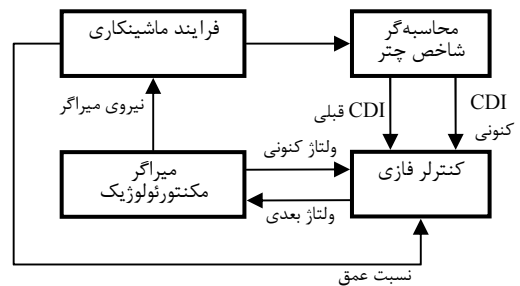 محاسبه‌گر
شاخص چتر
فرایند ماشینکاری
CDI
کنونی
CDI قبلی
نیروی میراگر
ولتاژ کنونی
کنترلر فازی
میراگر
مکنتورئولوژیک
ولتاژ بعدی
نسبت عمق